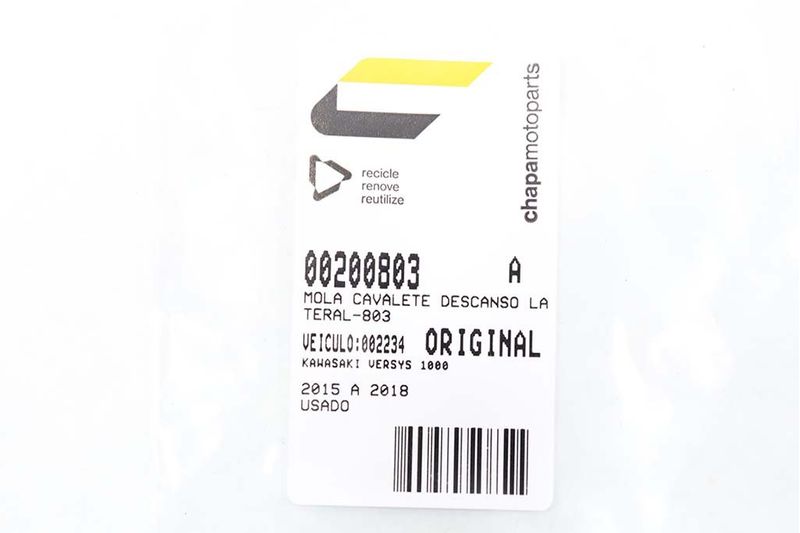 chapamotoparts
recicle
renove
reutilize
00200803 A
MOLA CAVALETE DESCANSO LA
TERAL-803
VEICULO:002234 ORIGINAL
KAWASAKI VERSYS 1000
2015 A 2018
USADO